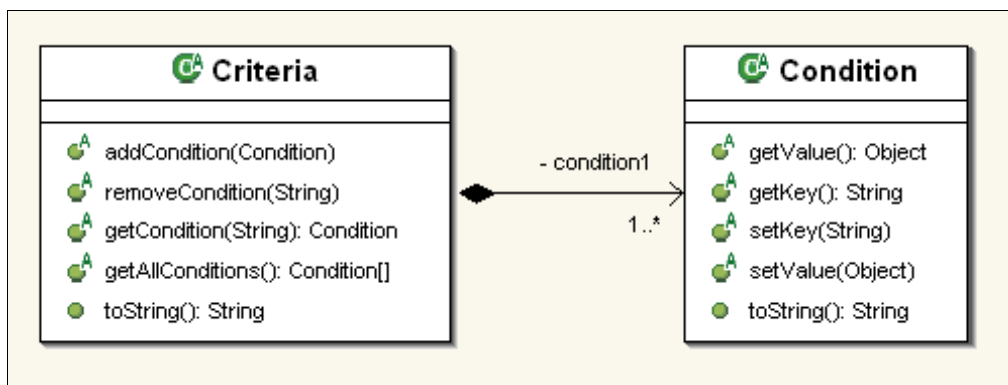 Criteria
addCondition(Condition)
removeCondition(String)
getCondition(String): Condition
getAllConditions(): Condition[]
toString(): String
- condition1
1..*
Condition
getValue(): Object
getKey(): String
setKey(String)
setValue(Object)
toString(): String